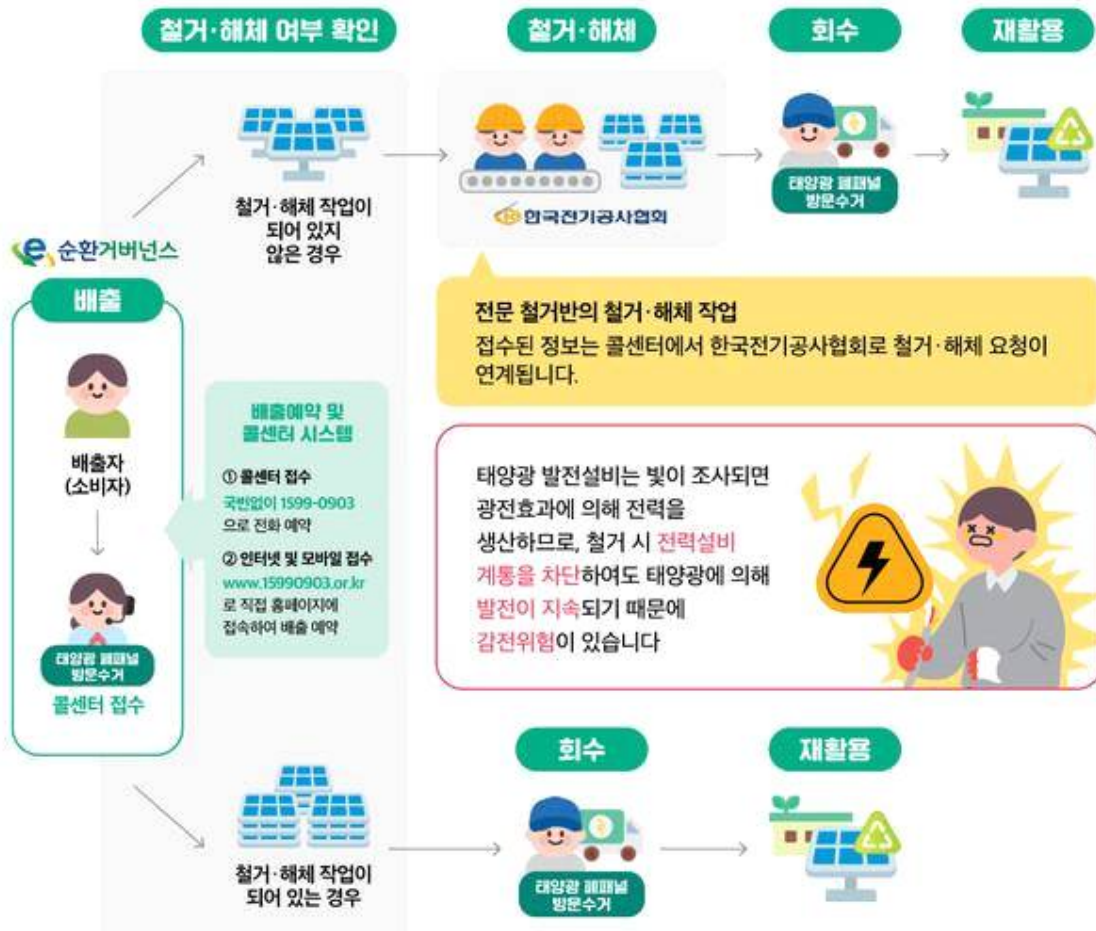 철거·해체 여부 확인
철거·해체
회수
재활용
철거·해체 작업이
되어 있지
않은 경우
한국전기공사협회
태양광 폐패널
방문수거
순환거버넌스
배출
배출자
(소비자)
태양광 폐패널
방문수거
콜센터 접수
배출예약 및
콜센터 시스템
① 콜센터 접수
국번없이 1599-0903
으로 전화 예약
② 인터넷 및 모바일 접수
www.15990903.or.kr
로 직접 홈페이지에
접속하여 배출 예약
전문 철거반의 철거·해체 작업
접수된 정보는 콜센터에서 한국전기공사협회로 철거·해체 요청이
연계됩니다.
태양광 발전설비는 빛이 조사되면
광전효과에 의해 전력을
생산하므로, 철거 시 전력설비
계통을 차단하여도 태양광에 의해
발전이 지속되기 때문에
감전위험이 있습니다
철거·해체 작업이
되어 있는 경우
회수
태양광 폐패널
방문수거
재활용